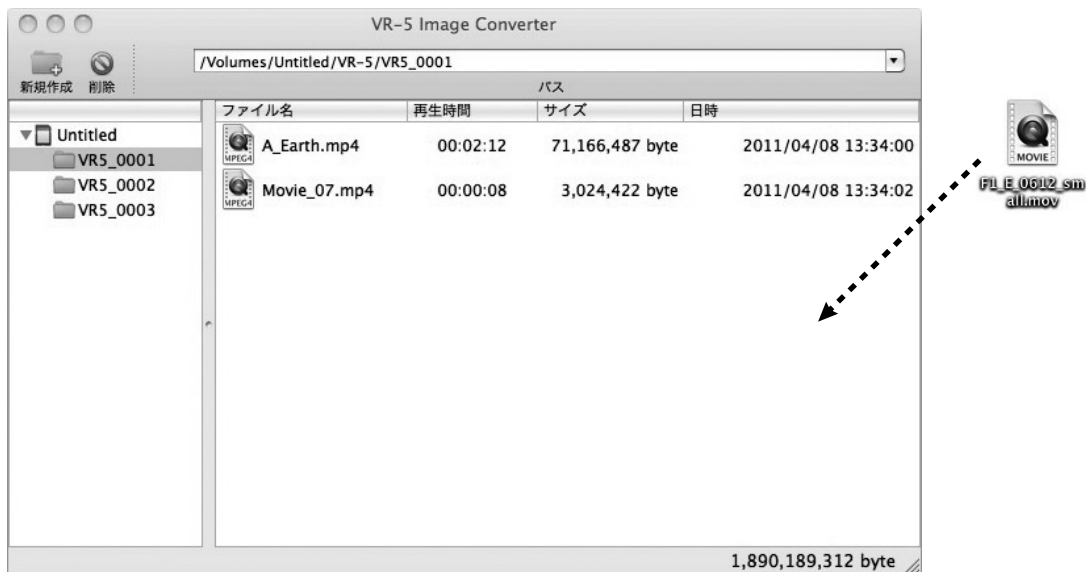 VR-5 Image Converter
/Volumes/Untitled/VR-5/VR5_0001
新規作成 削除
パス
ファイル名 再生時間 サイズ 日時
Untitled
VR5_0001
VR5_0002
VR5_0003
MPEG4 A_Earth.mp4 00:02:12 71,166,487 byte 2011/04/08 13:34:00
MPEG4 Movie_07.mp4 00:00:08 3,024,422 byte 2011/04/08 13:34:02
1,890,189,312 byte
MOVIE
F1_E_0612_sm
all.mov